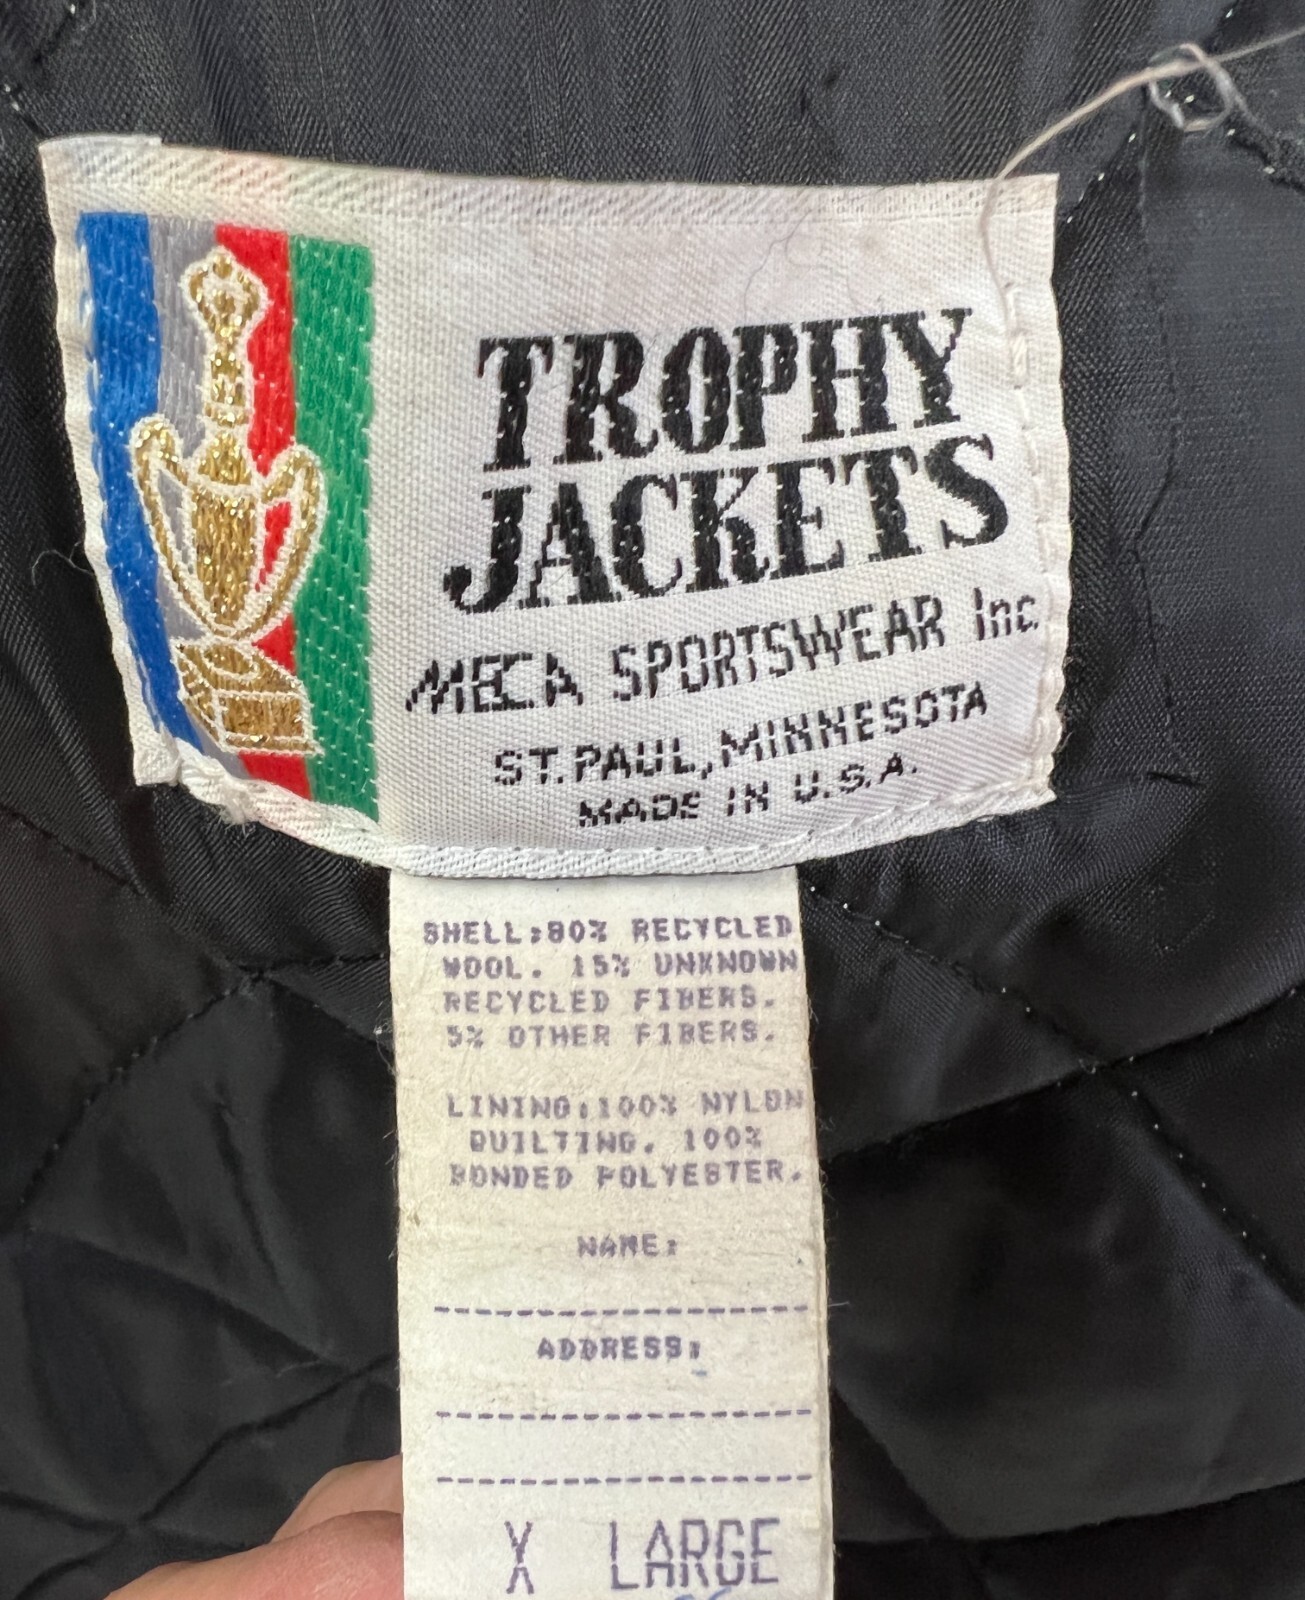 TROPHY
JACKETS
MECA SPORTSWEAR Inc.
ST. PAUL, MINNESOTA
MADE IN U.S.A.
SHELL:80% RECYCLED
WOOL. 15% UNKNOWN
RECYCLED FIBERS.
5% OTHER FIBERS.
LINING:100% NYLON
QUILTING. 100%
BONDED POLYESTER.
NAME:
ADDRESS:
X LARGE